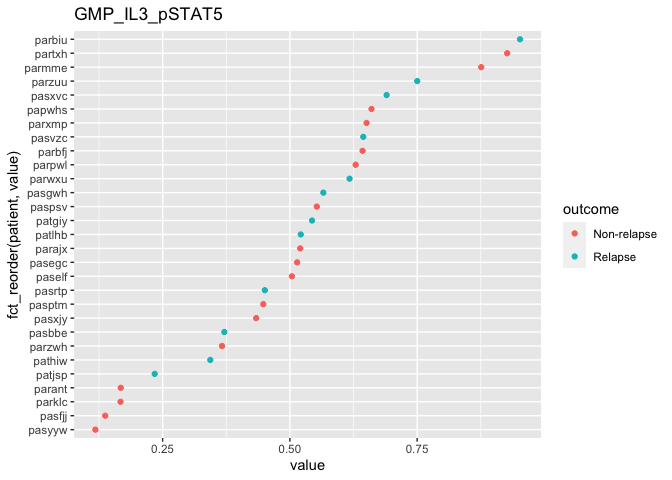 GMP_IL3_pSTAT5
fct_reorder(patient, value)
parbiu
partxh
parmme
parzuu
pasxvc
papwhs
parxmp
pasvzc
parbfj
parpwl
parwxu
pasgwh
paspsv
patgiy
patlhb
parajx
pasegc
paself
pasrtp
pasptm
pasxjy
pasbbe
parzwh
pathiw
patjsp
parant
parklc
pasfjj
pasyyw
0.25 0.50 0.75
value
outcome
Non-relapse
Relapse